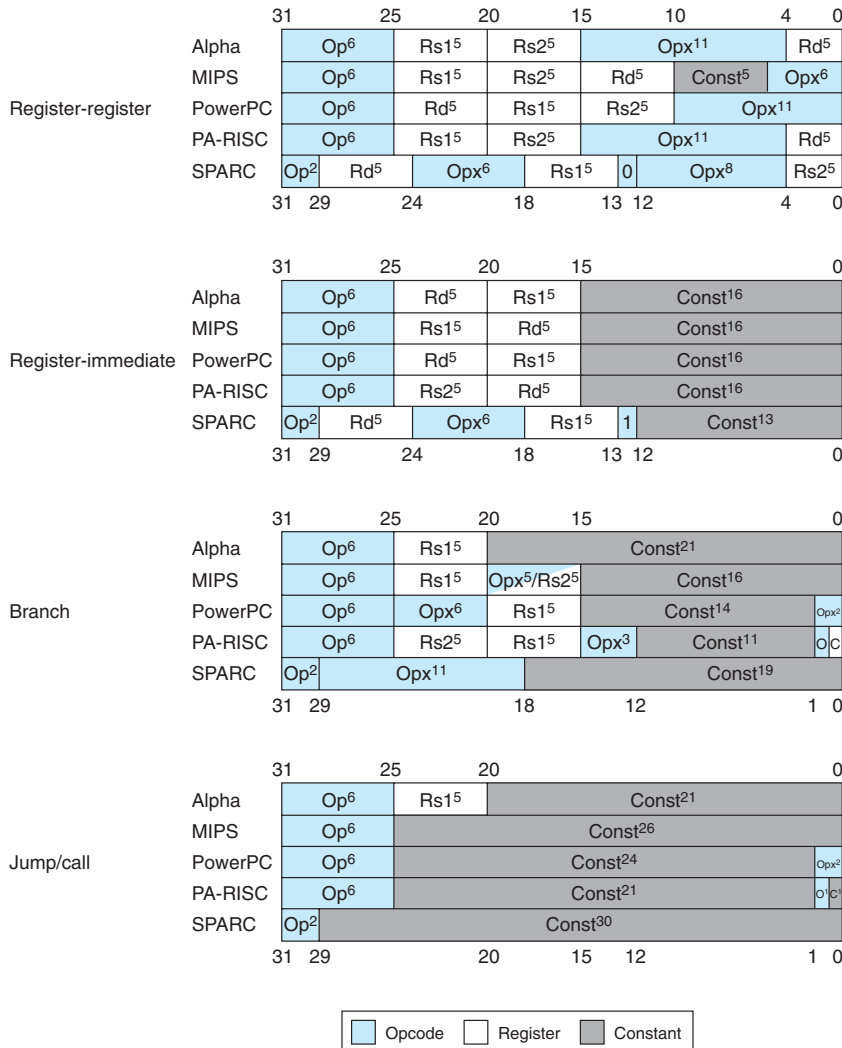 31 25 20 15 10 4 0
Alpha Op⁶ Rs1⁵ Rs2⁵ Opx¹¹ Rd⁵
MIPS Op⁶ Rs1⁵ Rs2⁵ Rd⁵ Const⁵ Opx⁶
Register-register PowerPC Op⁶ Rd⁵ Rs1⁵ Rs2⁵ Opx¹¹
PA-RISC Op⁶ Rs1⁵ Rs2⁵ Opx¹¹ Rd⁵
SPARC Op² Rd⁵ Opx⁶ Rs1⁵ 0 Opx⁸ Rs2⁵
31 29 24 18 13 12 4 0
31 25 20 15 0
Alpha Op⁶ Rd⁵ Rs1⁵ Const¹⁶
MIPS Op⁶ Rs1⁵ Rd⁵ Const¹⁶
Register-immediate PowerPC Op⁶ Rd⁵ Rs1⁵ Const¹⁶
PA-RISC Op⁶ Rs2⁵ Rd⁵ Const¹⁶
SPARC Op² Rd⁵ Opx⁶ Rs1⁵ 1 Const¹³
31 29 24 18 13 12 0
31 25 20 15 0
Alpha Op⁶ Rs1⁵ Const²¹
MIPS Op⁶ Rs1⁵ Opx⁵/Rs2⁵ Const¹⁶
Branch PowerPC Op⁶ Opx⁶ Rs1⁵ Const¹⁴ Opx²
PA-RISC Op⁶ Rs2⁵ Rs1⁵ Opx³ Const¹¹ O C
SPARC Op² Opx¹¹ Const¹⁹
31 29 18 12 1 0
31 25 20 0
Alpha Op⁶ Rs1⁵ Const²¹
MIPS Op⁶ Const²⁶
Jump/call PowerPC Op⁶ Const²⁴ Opx²
PA-RISC Op⁶ Const²¹ O¹ C¹
SPARC Op² Const³⁰
31 29 20 15 12 1 0
Opcode Register Constant